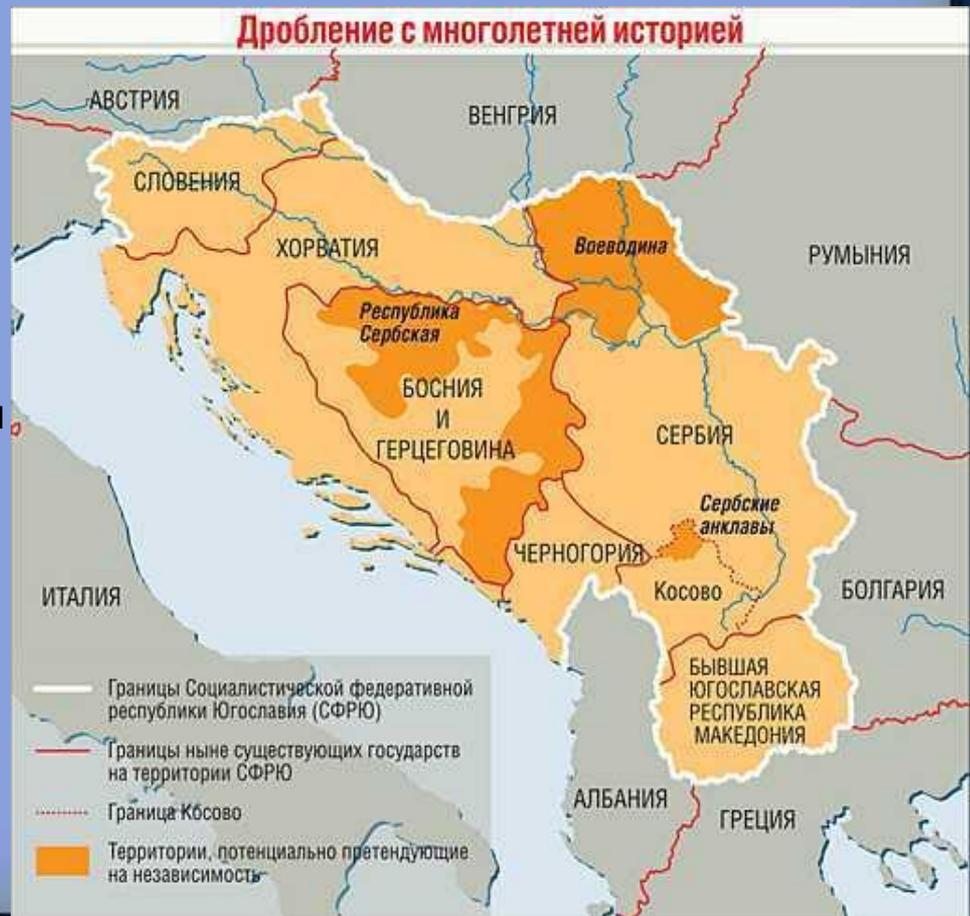 Дробление с многолетней историей
АВСТРИЯ
ВЕНГРИЯ
СЛОВЕНИЯ
ХОРВАТИЯ
Воеводина
РУМЫНИЯ
Республика
Сербская
БОСНИЯ
И
ГЕРЦЕГОВИНА
СЕРБИЯ
Сербские
анклавы
ЧЕРНОГОРИЯ
Косово
ИТАЛИЯ
БОЛГАРИЯ
БЫВШАЯ
ЮГОСЛАВСКАЯ
РЕСПУБЛИКА
МАКЕДОНИЯ
АЛБАНИЯ
ГРЕЦИЯ
Границы Социалистической федеративной
республики Югославия (СФРЮ)
Границы ныне существующих государств
на территории СФРЮ
Граница Косово
Территории, потенциально претендующие
на независимость